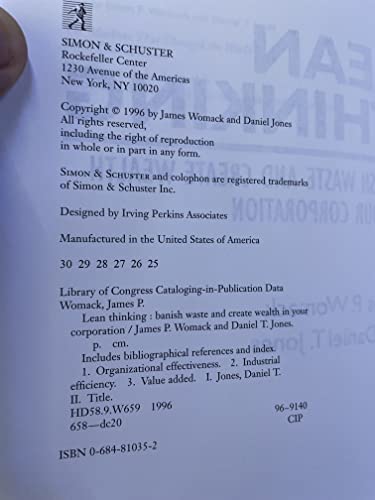 SIMON & SCHUSTER
Rockefeller Center
1230 Avenue of the Americas
New York, NY 10020
Copyright © 1996 by James Womack and Daniel Jones
All rights reserved,
including the right of reproduction
in whole or in part in any form.
SIMON & SCHUSTER and colophon are registered trademarks
of Simon & Schuster Inc.
Designed by Irving Perkins Associates
Manufactured in the United States of America
30 29 28 27 26 25
Library of Congress Cataloging-in-Publication Data
Womack, James P.
Lean thinking : banish waste and create wealth in your
corporation / James P. Womack and Daniel T. Jones.
p. cm.
Includes bibliographical references and index.
1. Organizational effectiveness. 2. Industrial
efficiency. 3. Value added. I. Jones, Daniel T.
II. Title.
HD58.9.W659 1996
658—dc20
96-9140
CIP
ISBN 0-684-81035-2